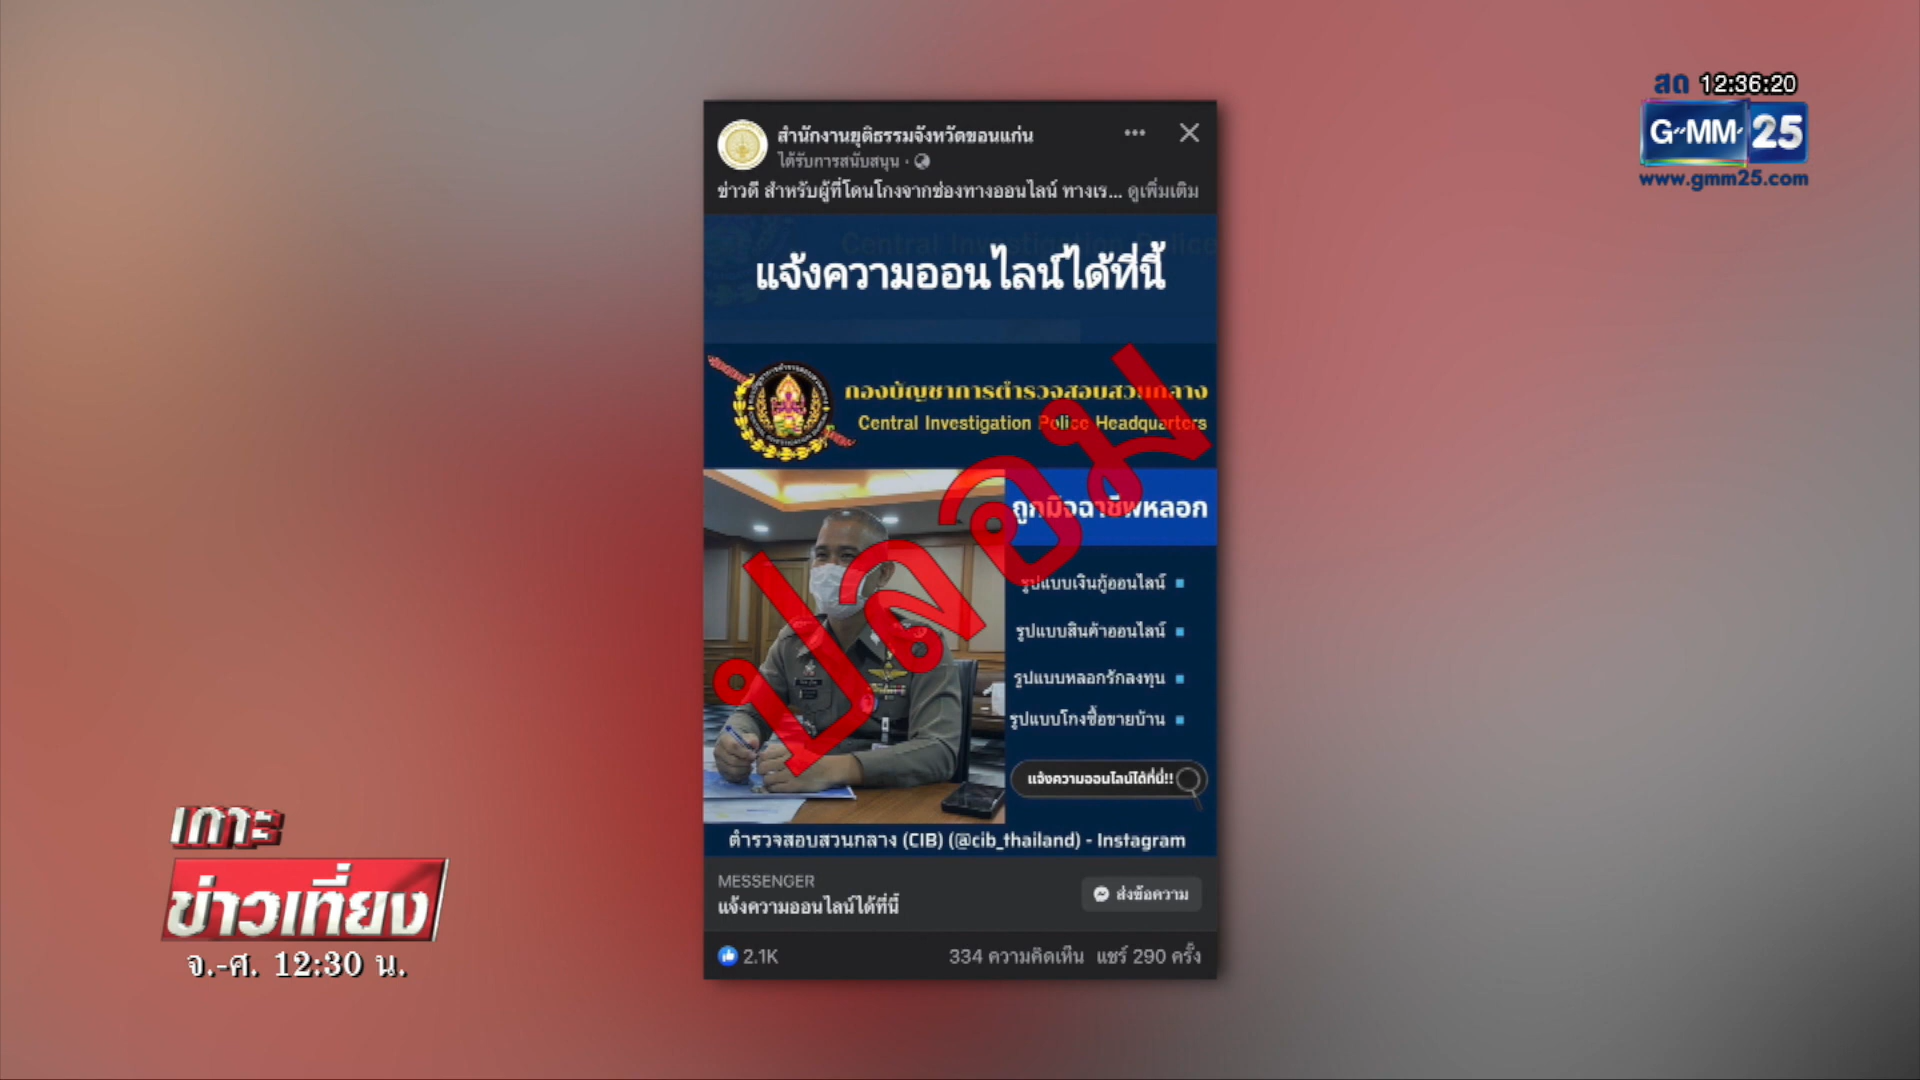 สด 12:36:20
GMM 25
www.gmm25.com
สำนักงานยุติธรรมจังหวัดขอนแก่น
ได้รับการสนับสนุน ·
ข่าวดี สำหรับผู้ที่โดนโกงจากช่องทางออนไลน์ ทางเร... ดูเพิ่มเติม
Central Investigation Police
แจ้งความออนไลน์ได้ที่นี้
กองบัญชาการตำรวจสอบสวนกลาง
Central Investigation Police Headquarters
ปลอม
ถูกมิจฉาชีพหลอก
รูปแบบเงินกู้ออนไลน์
รูปแบบสินค้าออนไลน์
รูปแบบหลอกรักลงทุน
รูปแบบโกงซื้อขายบ้าน
แจ้งความออนไลน์ได้ที่นี่!!
ตำรวจสอบสวนกลาง (CIB) (@cib_thailand) - Instagram
MESSENGER
แจ้งความออนไลน์ได้ที่นี้
ส่งข้อความ
2.1K
334 ความคิดเห็น แชร์ 290 ครั้ง
เกาะ
ข่าวเที่ยง
จ.-ศ. 12:30 น.